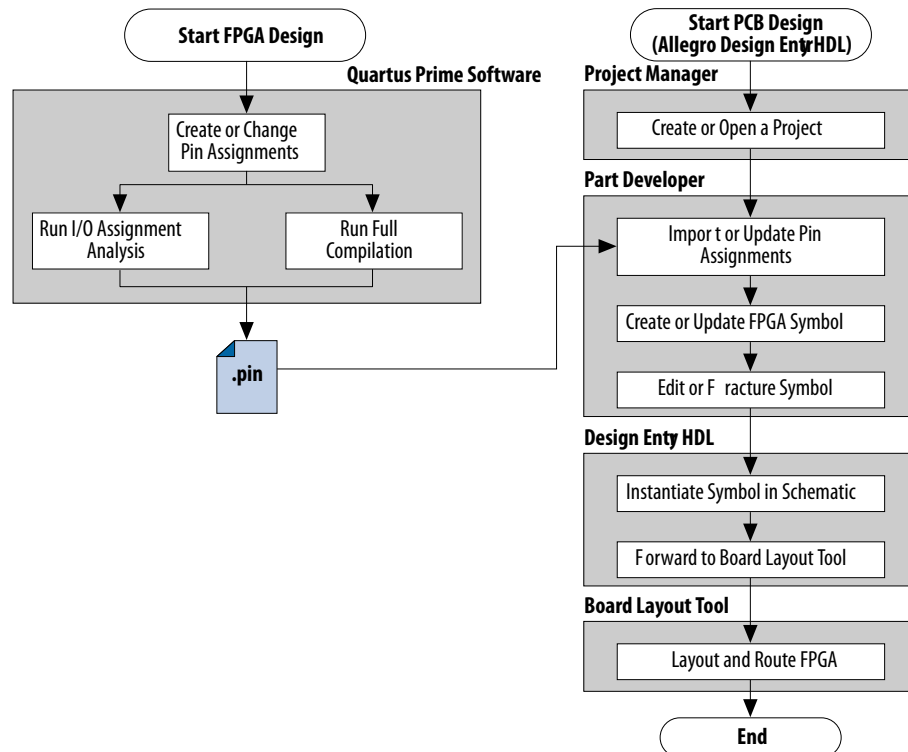 Start FPGA Design
Quartus Prime Software
Create or Change
Pin Assignments
Run I/O Assignment
Analysis
Run Full
Compilation
.pin
Start PCB Design
(Allegro Design Entry HDL)
Project Manager
Create or Open a Project
Part Developer
Impor t or Update Pin
Assignments
Create or Update FPGA Symbol
Edit or F racture Symbol
Design Entry HDL
Instantiate Symbol in Schematic
F orward to Board Layout Tool
Board Layout Tool
Layout and Route FPGA
End